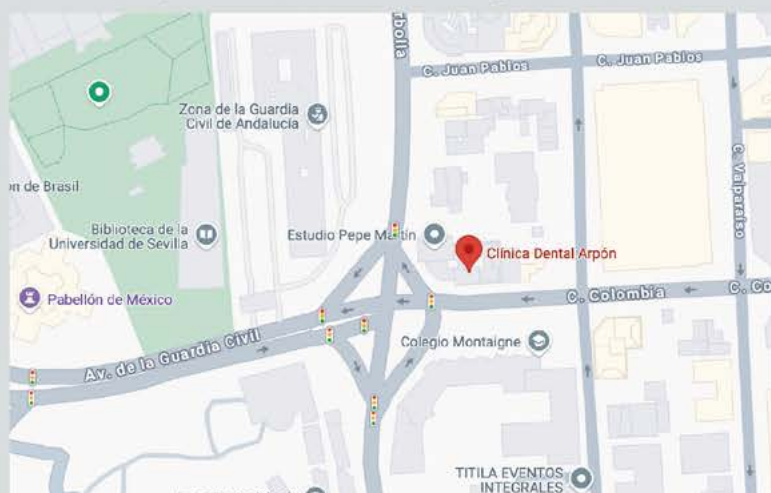 rbolla
C. Juan Pablos
C. Juan Pablos
Zona de la Guardia
Civil de Andalucía
C. Valparaíso
ón de Brasil
Biblioteca de la
Universidad de Sevilla
Estudio Pepe Martín
Clínica Dental Arpón
Pabellón de México
C. Colombia
C. Co
Av. de la Guardia Civil
Colegio Montaigne
TITILA EVENTOS
INTEGRALES